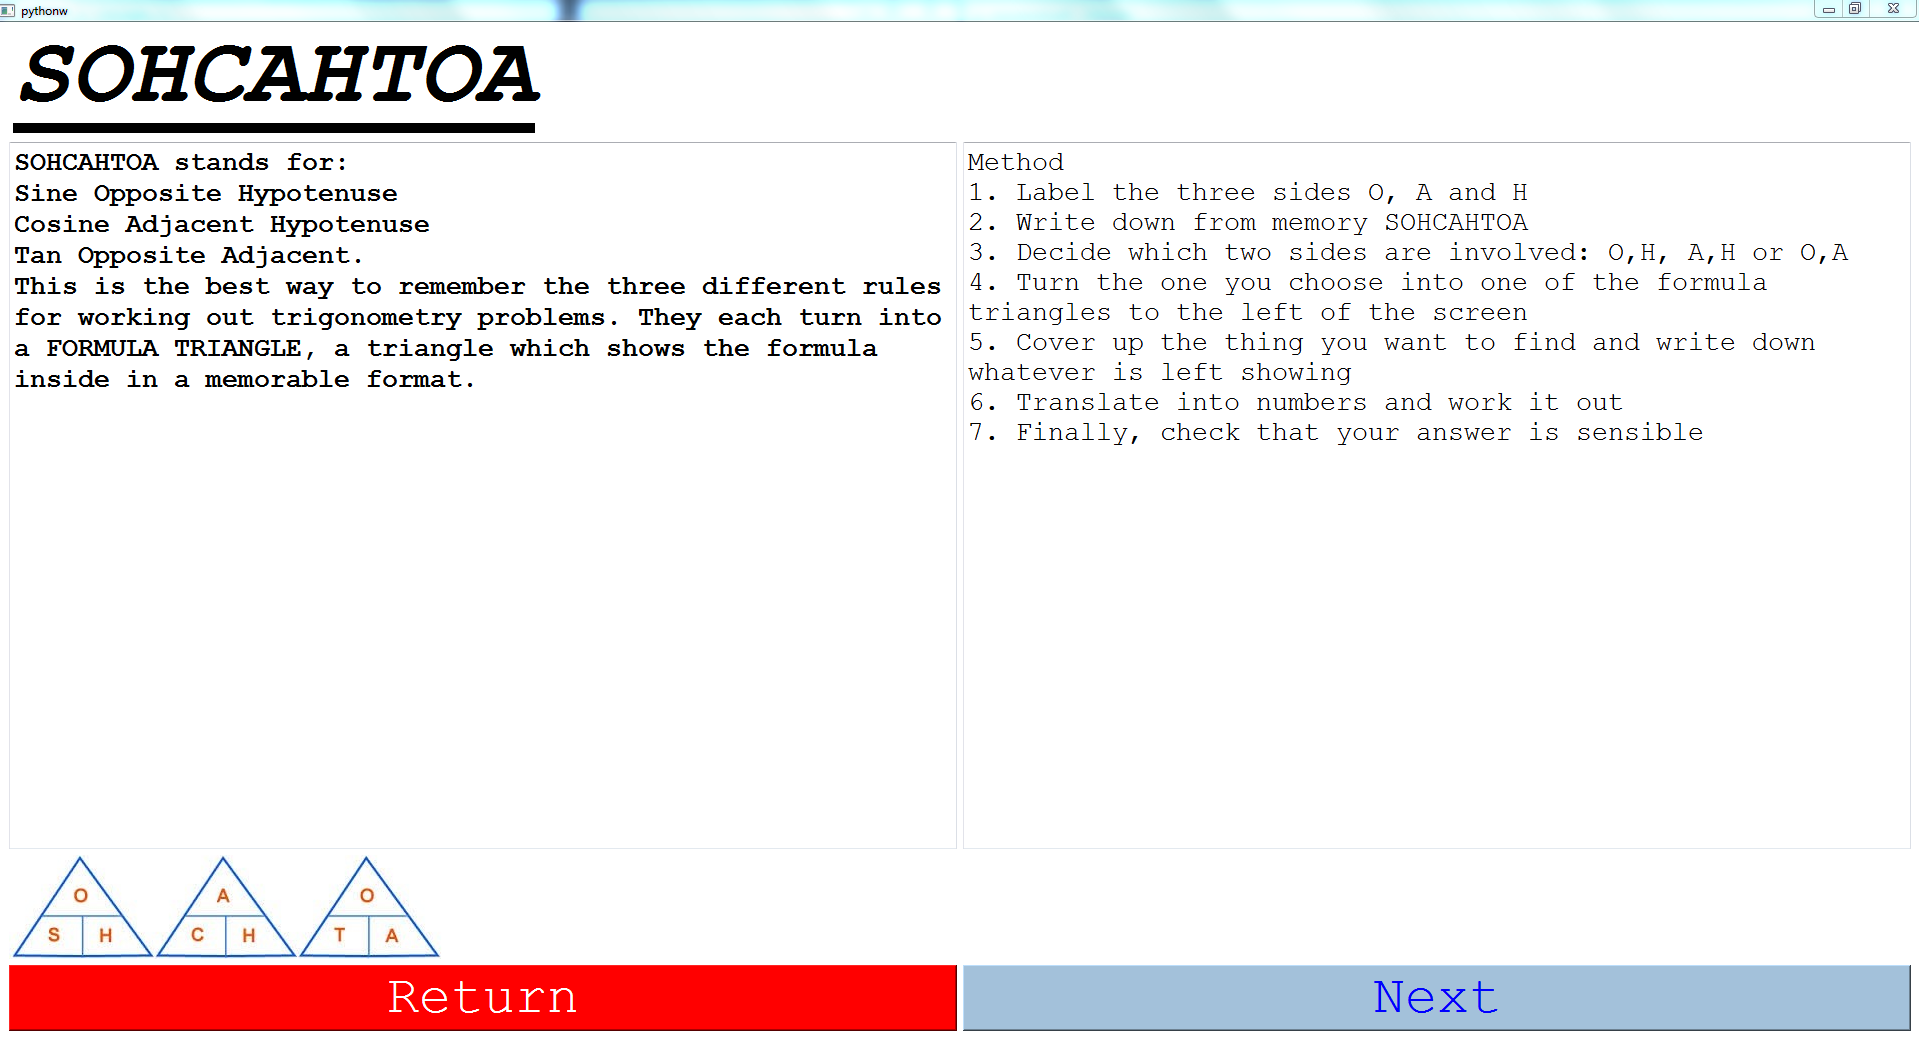 pythonw
SOHCAHTOA
SOHCAHTOA stands for:
Sine Opposite Hypotenuse
Cosine Adjacent Hypotenuse
Tan Opposite Adjacent.
This is the best way to remember the three different rules
for working out trigonometry problems. They each turn into
a FORMULA TRIANGLE, a triangle which shows the formula
inside in a memorable format.
Method
1. Label the three sides O, A and H
2. Write down from memory SOHCAHTOA
3. Decide which two sides are involved: O,H, A,H or O,A
4. Turn the one you choose into one of the formula
triangles to the left of the screen
5. Cover up the thing you want to find and write down
whatever is left showing
6. Translate into numbers and work it out
7. Finally, check that your answer is sensible
O
S H
A
C H
O
T A
Return
Next